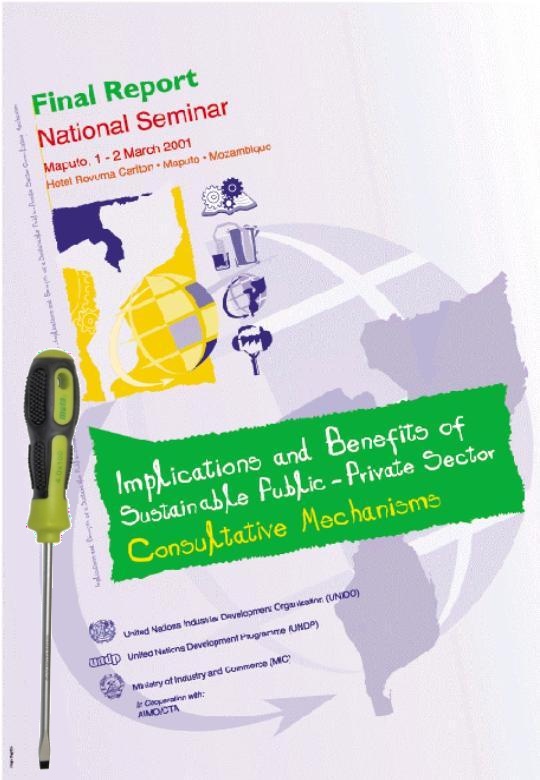 Final Report
National Seminar
Maputo, 1 - 2 March 2001
Hotel Rovuma Carlton • Maputo • Mozambique
Implications and Benefits of
Sustainable Public - Private Sector
Consultative Mechanisms
United Nations Industrial Development Organization (UNIDO)
undp United Nations Development Programme (UNDP)
Ministry of Industry and Commerce (MIC)
In Cooperation with:
AIMO/CTA